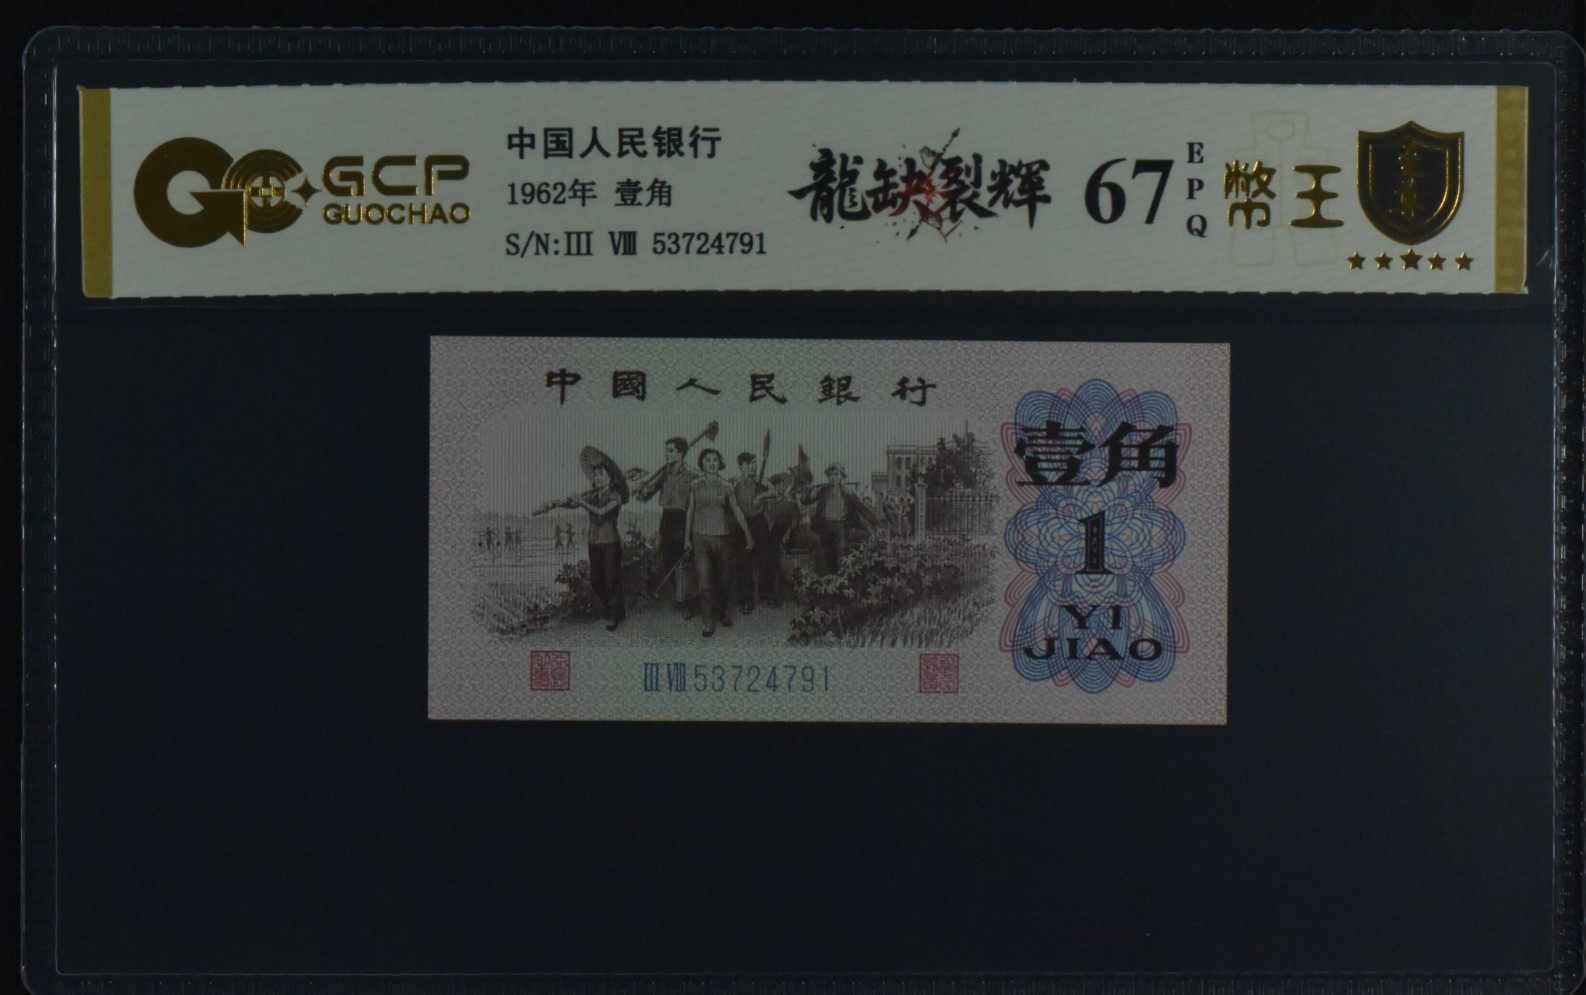 GCP
GUOCHAO
中国人民银行
1962年 壹角
S/N:III VIII 53724791
龍缺裂辉
67
EPQ
幣王
中國人民銀行
壹角
1
YI
JIAO
III VIII 53724791